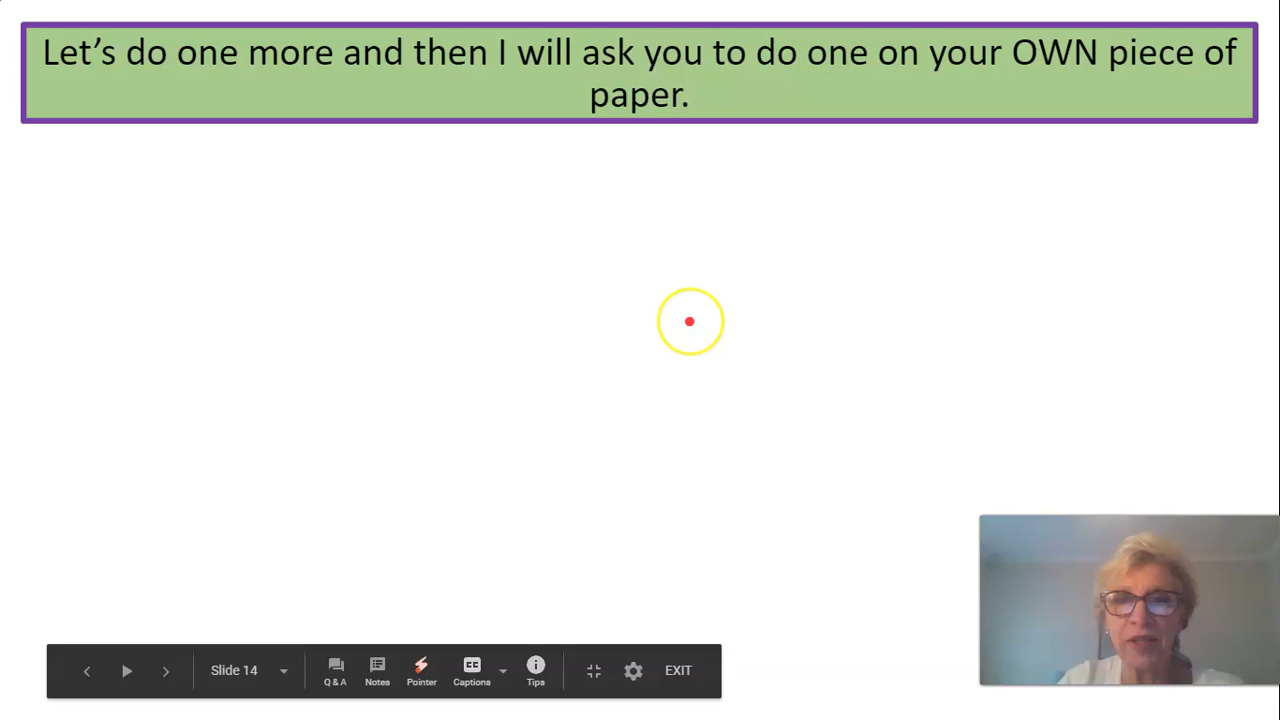 Let’s do one more and then I will ask you to do one on your OWN piece of
paper.
Slide 14
Q & A
Notes
Pointer
CC
Captions
Tips
EXIT